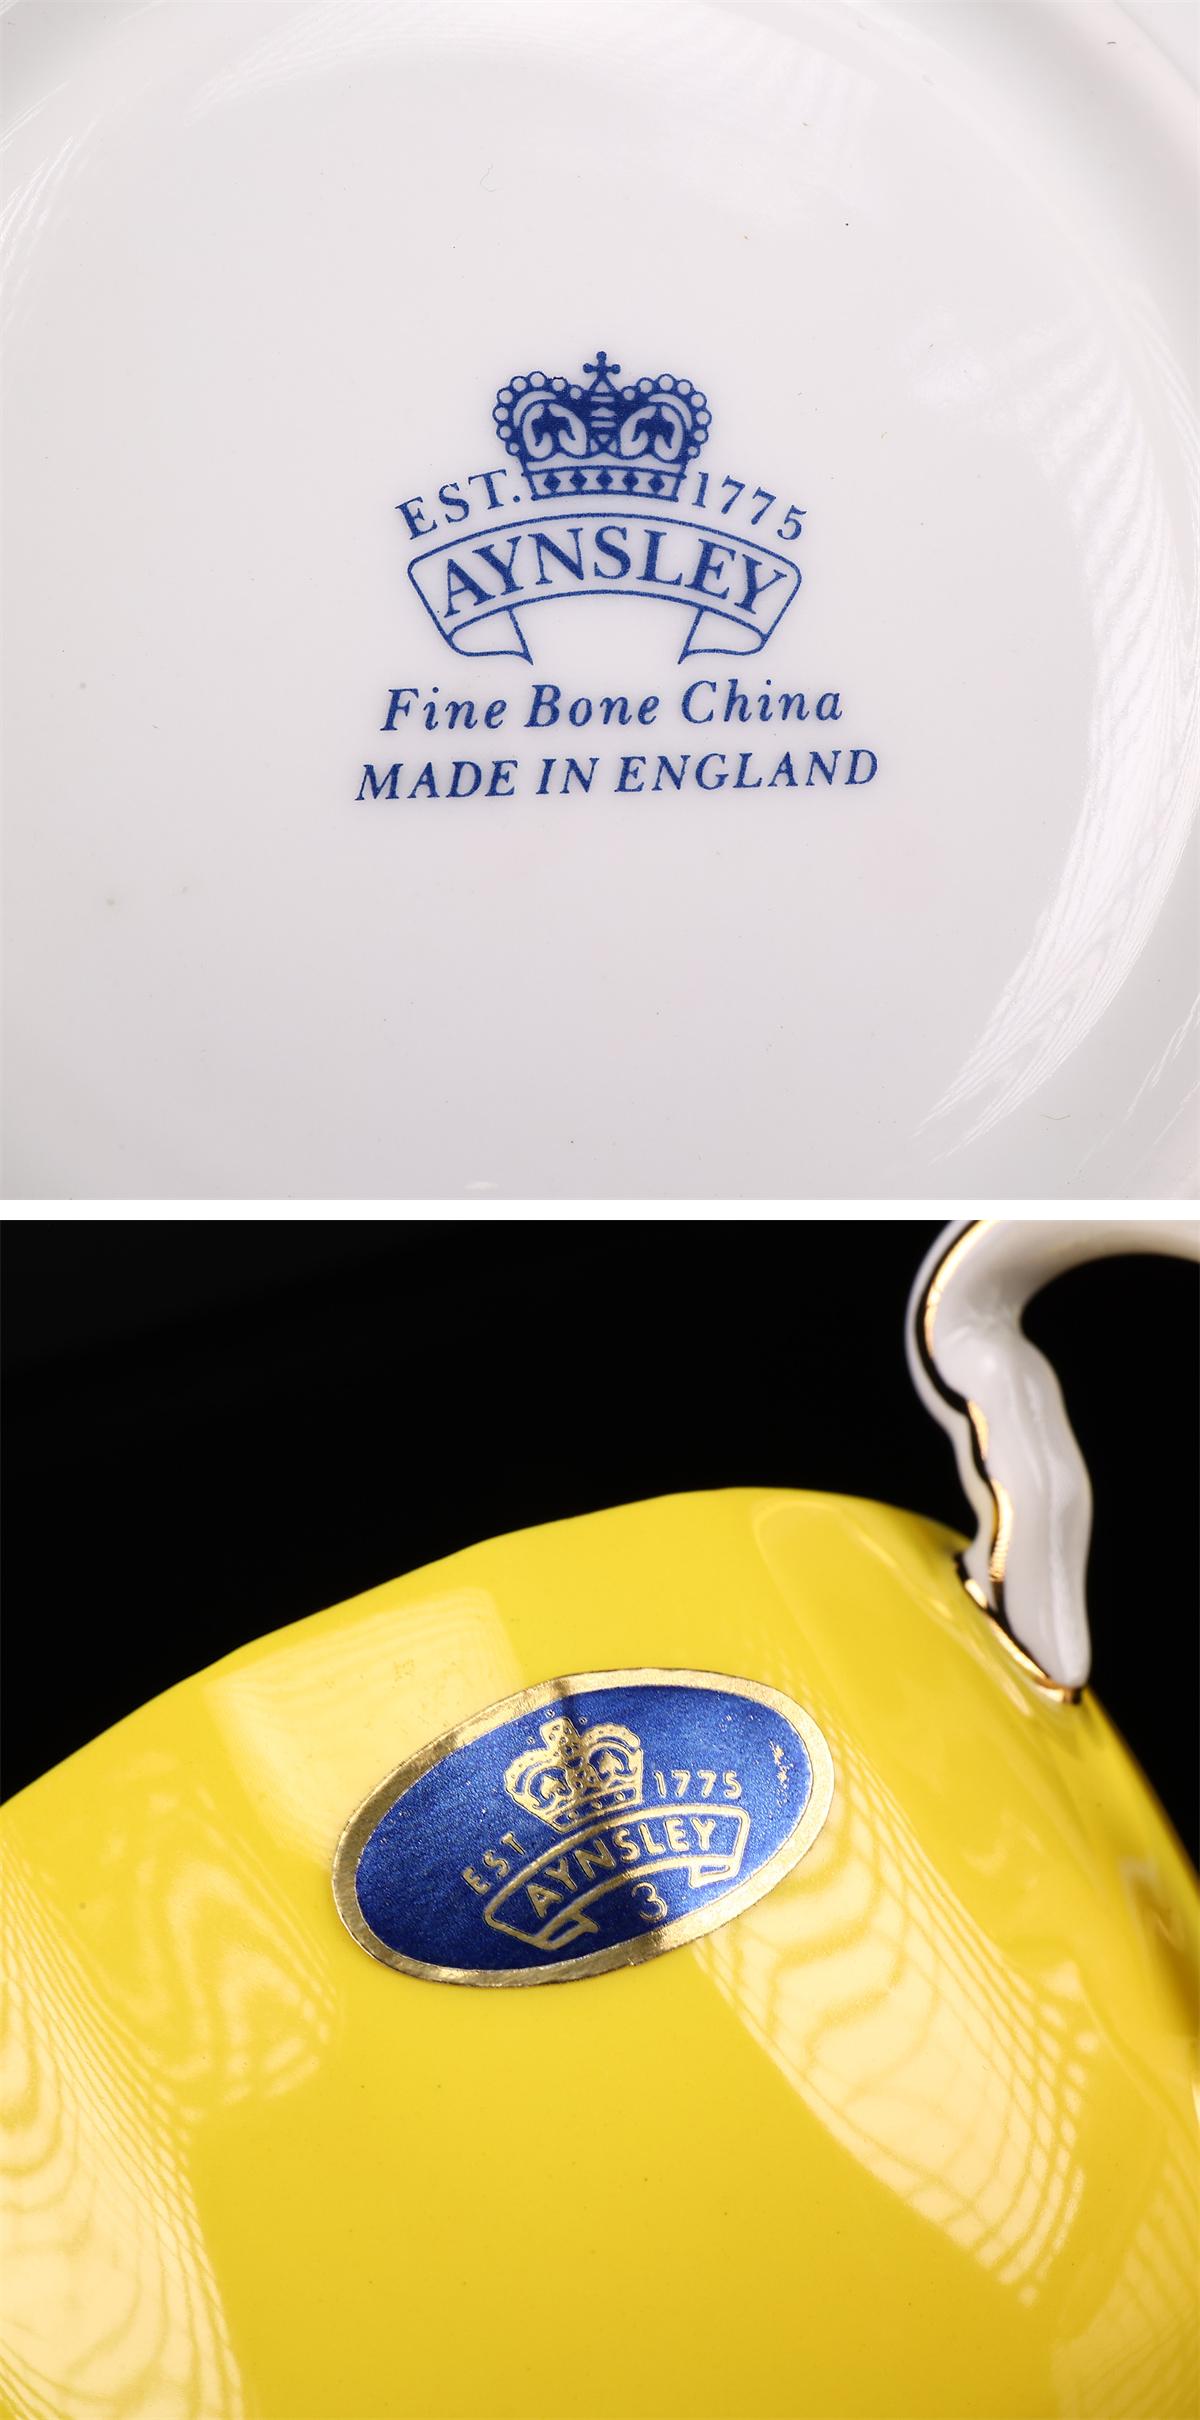 EST. 1775
AYNSLEY
Fine Bone China
MADE IN ENGLAND
EST 1775
AYNSLEY
3